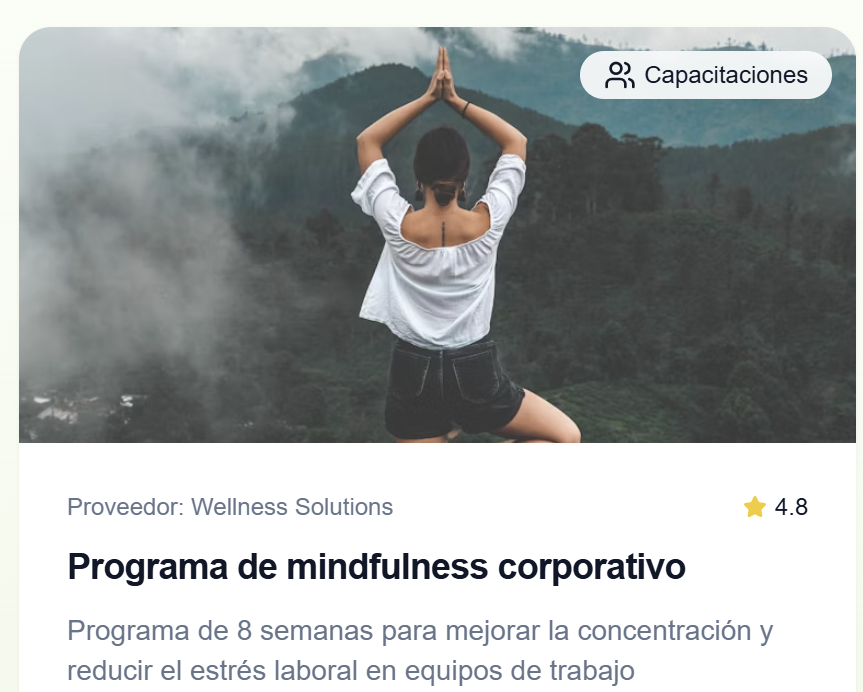 Capacitaciones
Proveedor: Wellness Solutions
4.8
Programa de mindfulness corporativo
Programa de 8 semanas para mejorar la concentración y
reducir el estrés laboral en equipos de trabajo